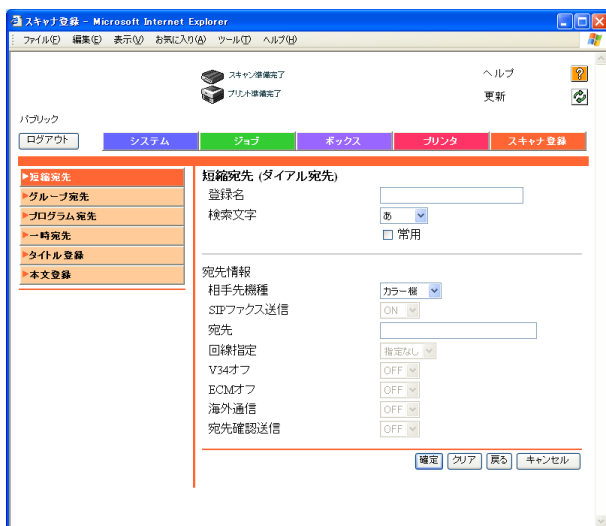 スキャナ登録 - Microsoft Internet Explorer
ファイル(F) 編集(E) 表示(V) お気に入り(A) ツール(T) ヘルプ(H)
スキャン準備完了 ヘルプ ?
プリント準備完了 更新
パブリック
ログアウト システム ジョブ ボックス プリンタ スキャナ登録
短縮宛先
グループ宛先
プログラム宛先
一時宛先
タイトル登録
本文登録
短縮宛先 (ダイアル宛先)
登録名
検索文字 あ
常用
宛先情報
相手先機種 カラー機
SIPファクス送信 ON
宛先
回線指定 指定なし
V34オフ OFF
ECMオフ OFF
海外通信 OFF
宛先確認送信 OFF
確定 クリア 戻る キャンセル